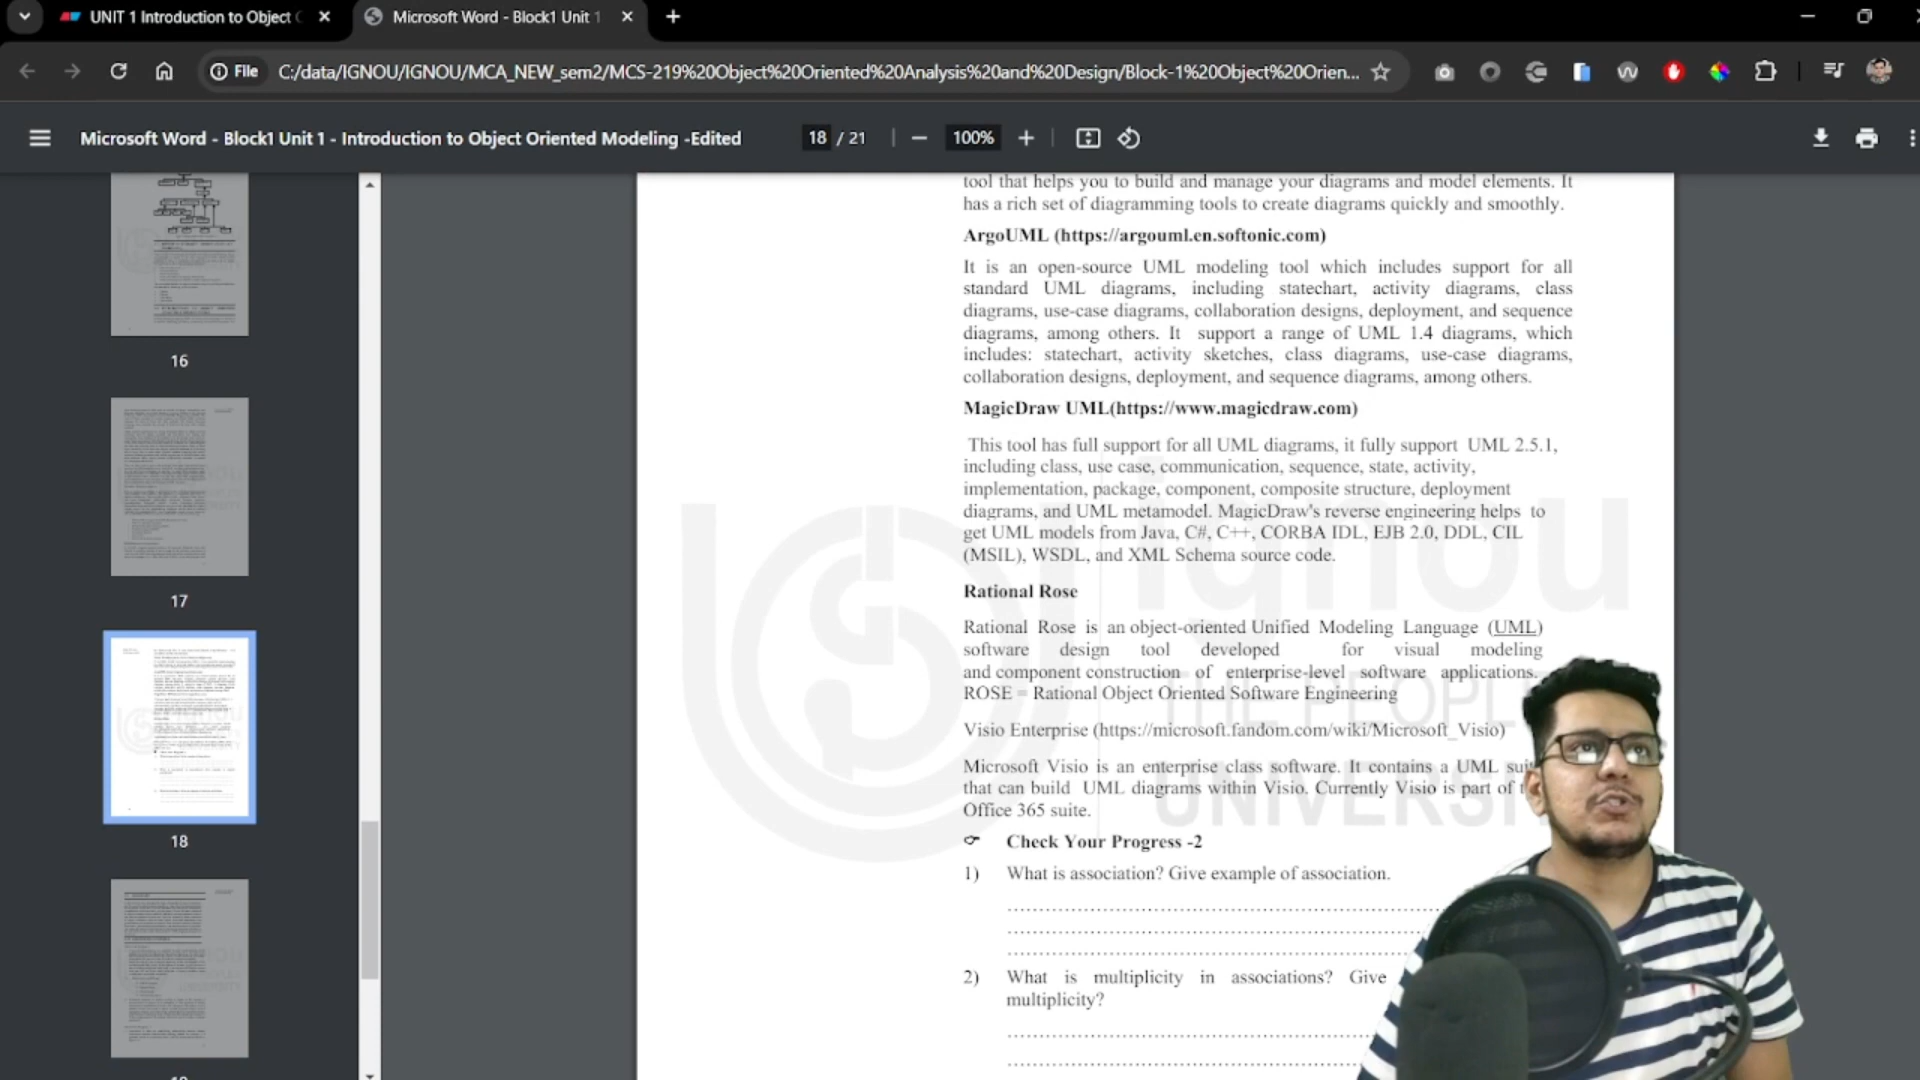 UNIT 1 Introduction to Object
Microsoft Word - Block1 Unit 1
File
C:/data/IGNOU/IGNOU/MCA_NEW_sem2/MCS-219%20Object%20Oriented%20Analysis%20and%20Design/Block-1%20Object%20Orien...
Microsoft Word - Block1 Unit 1 - Introduction to Object Oriented Modeling -Edited
18 / 21
100%
16
17
18
tool that helps you to build and manage your diagrams and model elements. It
has a rich set of diagramming tools to create diagrams quickly and smoothly.
ArgoUML (https://argouml.en.softonic.com)
It is an open-source UML modeling tool which includes support for all
standard UML diagrams, including statechart, activity diagrams, class
diagrams, use-case diagrams, collaboration designs, deployment, and sequence
diagrams, among others. It support a range of UML 1.4 diagrams, which
includes: statechart, activity sketches, class diagrams, use-case diagrams,
collaboration designs, deployment, and sequence diagrams, among others.
MagicDraw UML(https://www.magicdraw.com)
This tool has full support for all UML diagrams, it fully support UML 2.5.1,
including class, use case, communication, sequence, state, activity,
implementation, package, component, composite structure, deployment
diagrams, and UML metamodel. MagicDraw's reverse engineering helps to
get UML models from Java, C#, C++, CORBA IDL, EJB 2.0, DDL, CIL
(MSIL), WSDL, and XML Schema source code.
Rational Rose
Rational Rose is an object-oriented Unified Modeling Language (UML)
software design tool developed for visual modeling
and component construction of enterprise-level software applications.
ROSE = Rational Object Oriented Software Engineering
Visio Enterprise (https://microsoft.fandom.com/wiki/Microsoft_Visio)
Microsoft Visio is an enterprise class software. It contains a UML
that can build UML diagrams within Visio. Currently Visio is part of
Office 365 suite.
Check Your Progress -2
1) What is association? Give example of association.
2) What is multiplicity in associations? Give
multiplicity?
ignou
THE PEOPLE
UNIVERSI